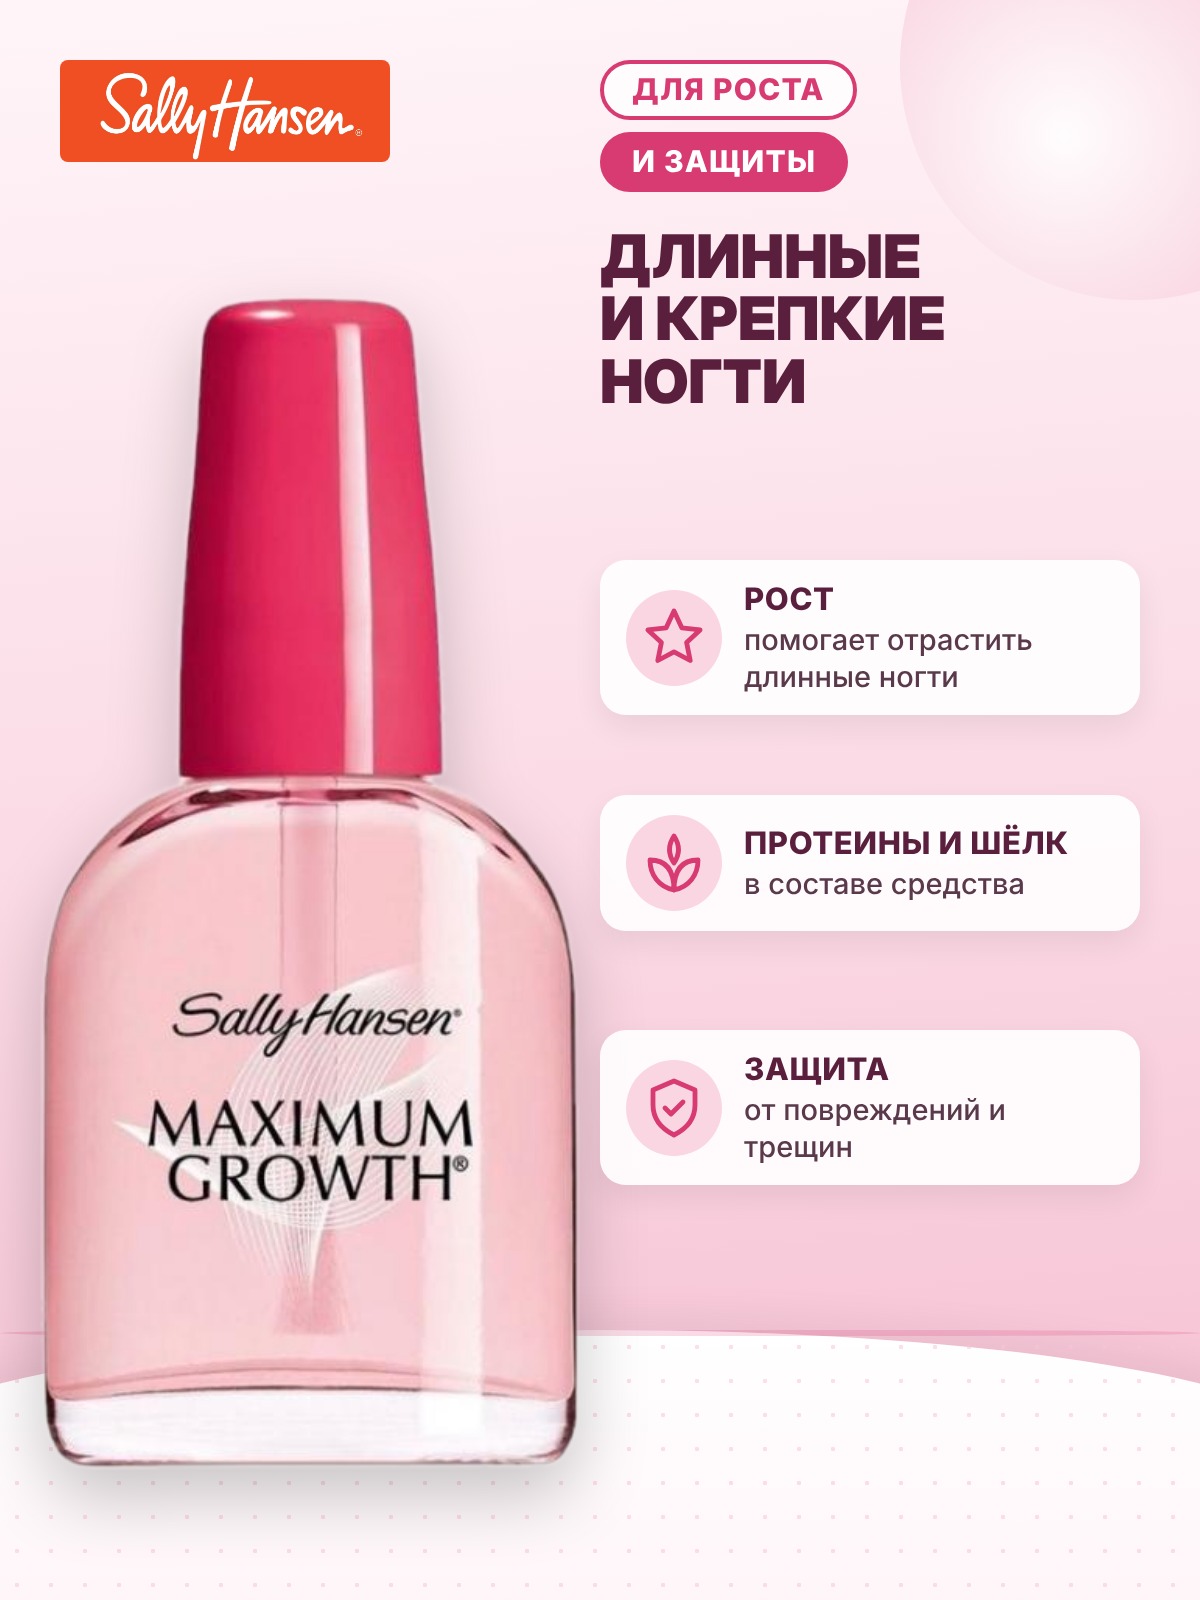 Sally Hansen®
ДЛЯ РОСТА
И ЗАЩИТЫ
ДЛИННЫЕ
И КРЕПКИЕ
НОГТИ
РОСТ
помогает отрастить
длинные ногти
ПРОТЕИНЫ И ШЁЛК
в составе средства
ЗАЩИТА
от повреждений и
трещин
Sally Hansen®
MAXIMUM
GROWTH®